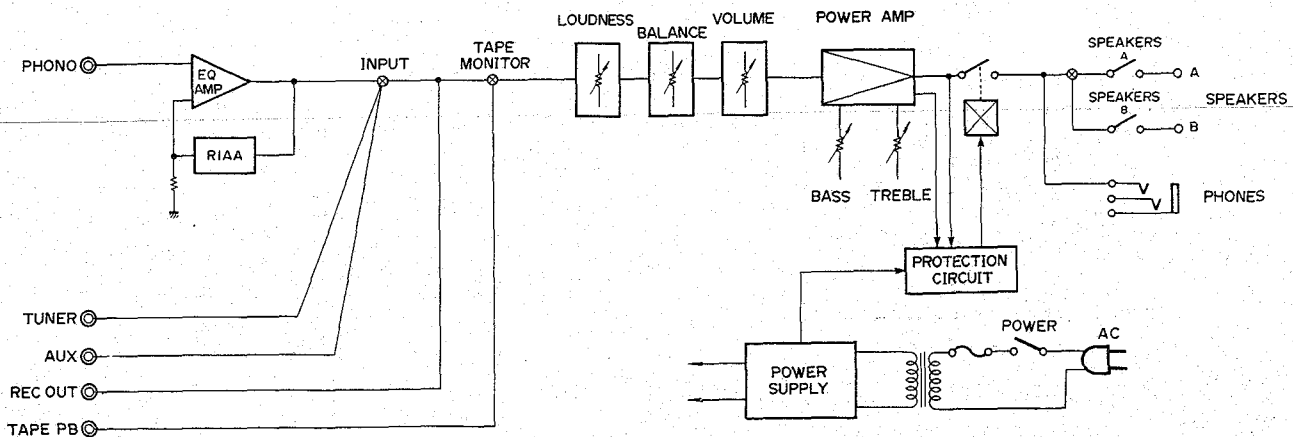 LOUDNESS
BALANCE
VOLUME
POWER AMP
PHONO
EQ
AMP
INPUT
TAPE
MONITOR
SPEAKERS
A
A
SPEAKERS
B
B
SPEAKERS
RIAA
BASS
TREBLE
PHONES
PROTECTION
CIRCUIT
TUNER
AUX
REC OUT
TAPE PB
POWER
SUPPLY
POWER
AC